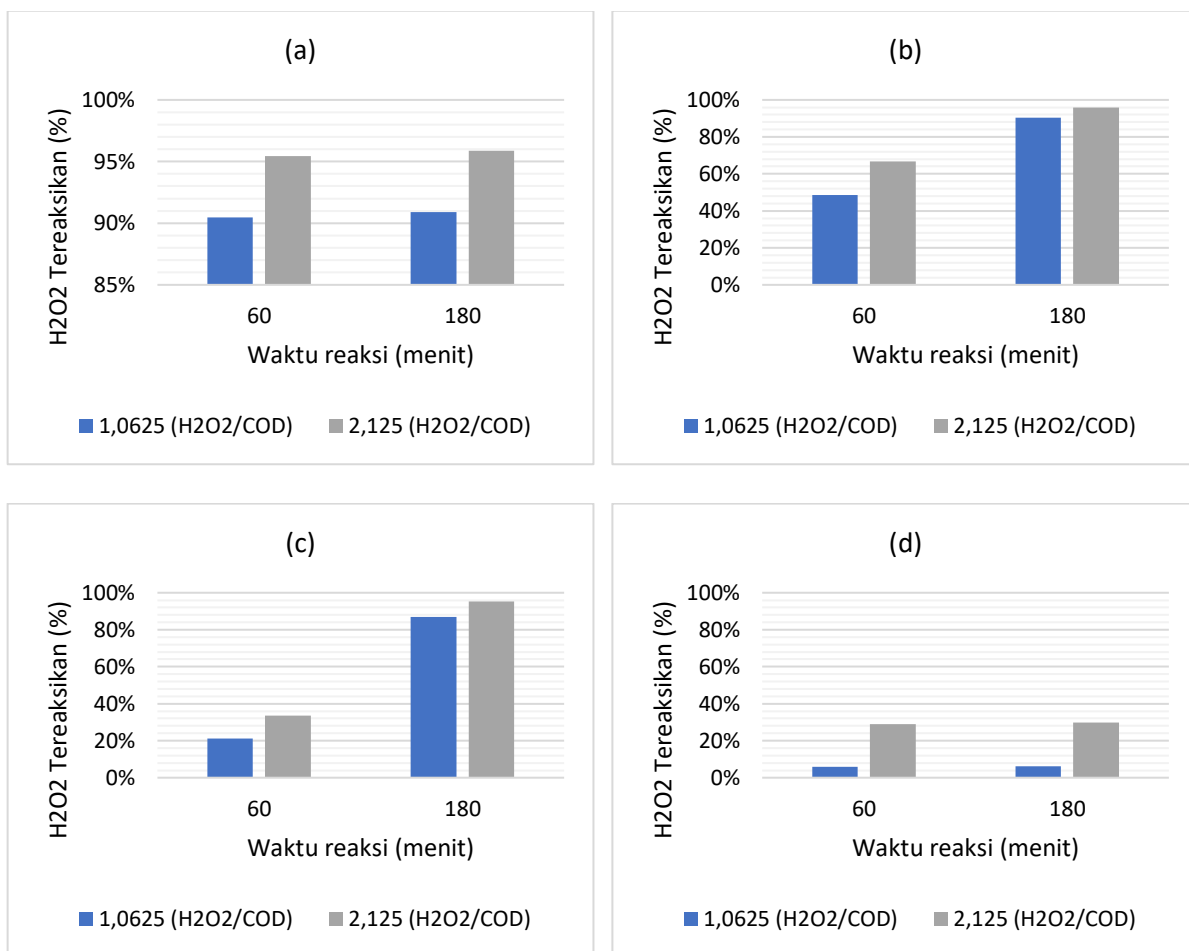 (a)
H2O2 Tereaksikan (%)
100%
95%
90%
85%
60 180
Waktu reaksi (menit)
1,0625 (H2O2/COD) 2,125 (H2O2/COD)
(b)
H2O2 Tereaksikan (%)
100%
80%
60%
40%
20%
0%
60 180
Waktu reaksi (menit)
1,0625 (H2O2/COD) 2,125 (H2O2/COD)
(c)
H2O2 Tereaksikan (%)
100%
80%
60%
40%
20%
0%
60 180
Waktu reaksi (menit)
1,0625 (H2O2/COD) 2,125 (H2O2/COD)
(d)
H2O2 Tereaksikan (%)
100%
80%
60%
40%
20%
0%
60 180
Waktu reaksi (menit)
1,0625 (H2O2/COD) 2,125 (H2O2/COD)